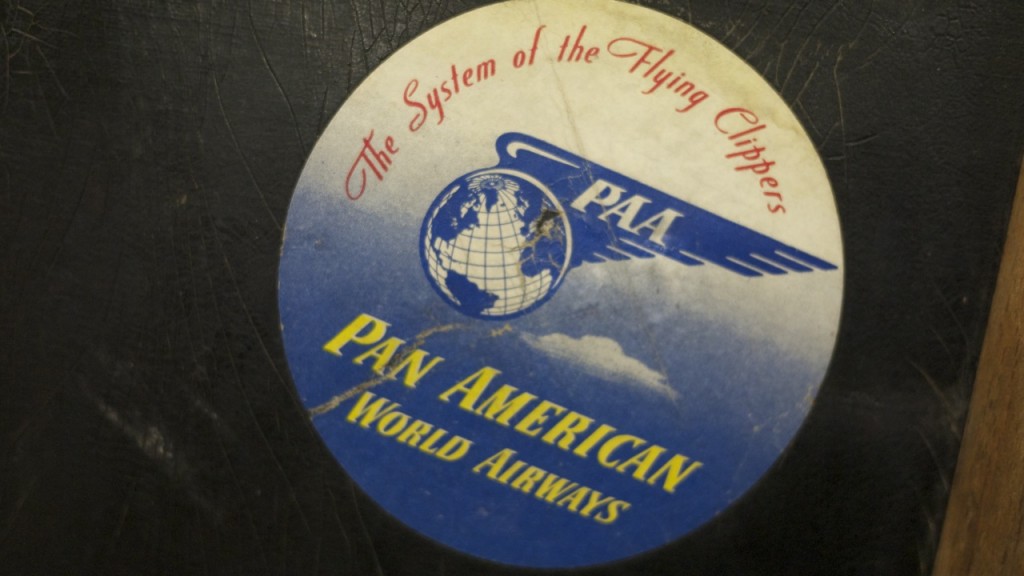 The System of the Flying Clippers
PAA
PAN AMERICAN
WORLD AIRWAYS